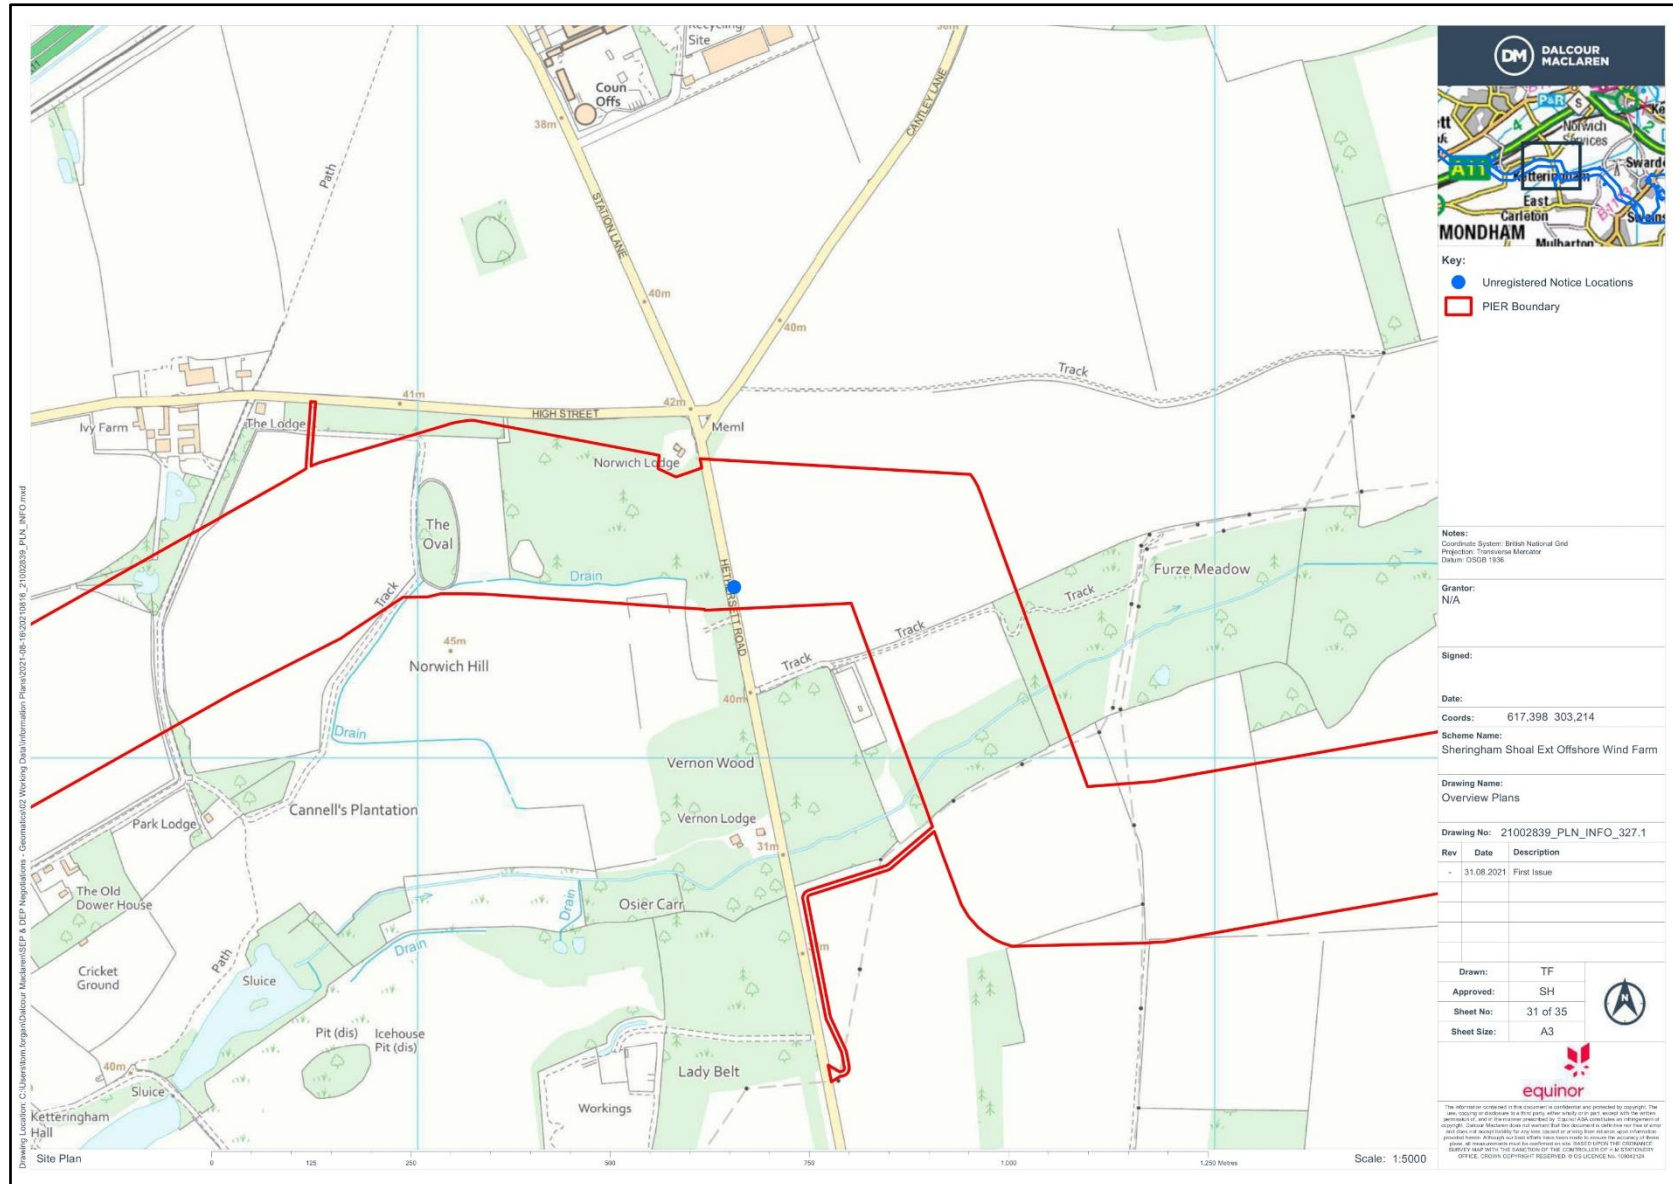 Recycling
Site
Coun
Offs
38m
CANTLEY LANE
Path
STATION LANE
40m
40m
Track
41m
HIGH STREET
42m
Meml
Ivy Farm
The Lodge
Norwich Lodge
The
Oval
Drain
HETHERSETT ROAD
Furze Meadow
Track
Track
Track
Track
45m
Norwich Hill
40m
Drain
Vernon Wood
Cannell's Plantation
Vernon Lodge
Park Lodge
31m
The Old
Dower House
Osier Carr
Drain
Drain
Path
Cricket
Ground
Sluice
Pit (dis)
Icehouse
Pit (dis)
40m
Sluice
Lady Belt
Workings
Ketteringham
Hall
Site Plan
0 125 250 500 750 1,000 1,250 Metres
Scale: 1:5000
DM DALCOUR
MACLAREN
P&R
S
Norwich
Services
A11
Ketteringham
East
Carleton
MONDHAM
Mulbarton
Key:
Unregistered Notice Locations
PIER Boundary
Notes:
Coordinate System: British National Grid
Projection: Transverse Mercator
Datum: OSGB 1936
Grantor:
N/A
Signed:
Date:
Coords: 617,398 303,214
Scheme Name:
Sheringham Shoal Ext Offshore Wind Farm
Drawing Name:
Overview Plans
Drawing No: 21002839_PLN_INFO_327.1
Rev Date Description
- 31.08.2021 First Issue
Drawn: TF
Approved: SH
Sheet No: 31 of 35
Sheet Size: A3
N
equinor